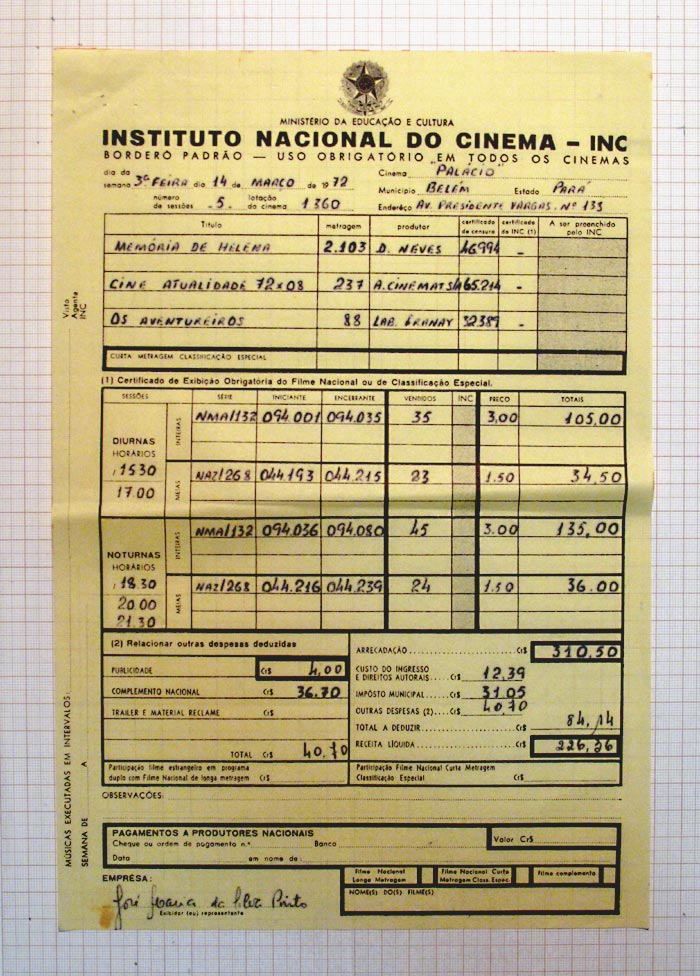 MINISTÉRIO DA EDUCAÇÃO E CULTURA
INSTITUTO NACIONAL DO CINEMA – INC
BORDERÔ PADRÃO — USO OBRIGATÓRIO EM TODOS OS CINEMAS
dia da semana 3ª FEIRA dia 14 de MARÇO de 1972
Cinema "PALÁCIO"
Município BELÉM Estado PARÁ
número de sessões .5. lotação do cinema 1360
Endereço AV. PRESIDENTE VARGAS. Nº 135
Título metragem produtor certificado de censura certificado do INC (1) A ser preenchido pelo INC
MEMÓRIA DE HELENA 2.103 D. NEVES 46994 -
CINE ATUALIDADE 72x08 237 65.214 -
OS AVENTUREIROS 88 32389 -
CURTA METRAGEM CLASSIFICAÇÃO ESPECIAL
Visto Agente INC
(1) Certificado de Exibição Obrigatória do Filme Nacional ou de Classificação Especial.
SESSÕES SÉRIE INICIANTE ENCERRANTE VENDIDOS INC PREÇO TOTAIS
DIURNAS HORÁRIOS
15 30
17.00
INTEIRAS NMA/132 094.001 094.035 35 3,00 105,00
MEIAS NAZ/268 044.193 044.215 23 1.50 34,50
NOTURNAS HORÁRIOS
18.30
20.00
21.30
INTEIRAS NMA/132 094.036 094.080 45 3.00 135,00
MEIAS NAZ/268 044.216 044.239 24 1.50 36.00
(2) Relacionar outras despesas deduzidas
PUBLICIDADE Cr$ 4,00
COMPLEMENTO NACIONAL Cr$ 36.70
TRAILER E MATERIAL RECLAME Cr$
TOTAL Cr$ 40.70
Participação filme estrangeiro em programa duplo com Filme Nacional de longa metragem Cr$
ARRECADAÇÃO Cr$ 310,50
CUSTO DO INGRESSO E DIREITOS AUTORAIS Cr$ 12,39
IMPÔSTO MUNICIPAL Cr$ 31.05
OUTRAS DESPESAS (2) Cr$ 40,70
TOTAL A DEDUZIR 84,14
RECEITA LÍQUIDA Cr$ 226,36
Participação Filme Nacional Curta Metragem Classificação Especial Cr$
OBSERVAÇÕES:
MÚSICAS EXECUTADAS EM INTERVALOS:
SEMANA DE A
PAGAMENTOS A PRODUTORES NACIONAIS
Cheque ou ordem de pagamento n.º Banco Valor Cr$
Data em nome de:
EMPRÊSA:
Filme Nacional Longa Metragem Filme Nacional Curta Metragem Class. Espec. Filme complemento
NOME(S) DO(S) FILME(S)
José Maria da Silva Pinto
Exibidor (ou) representante